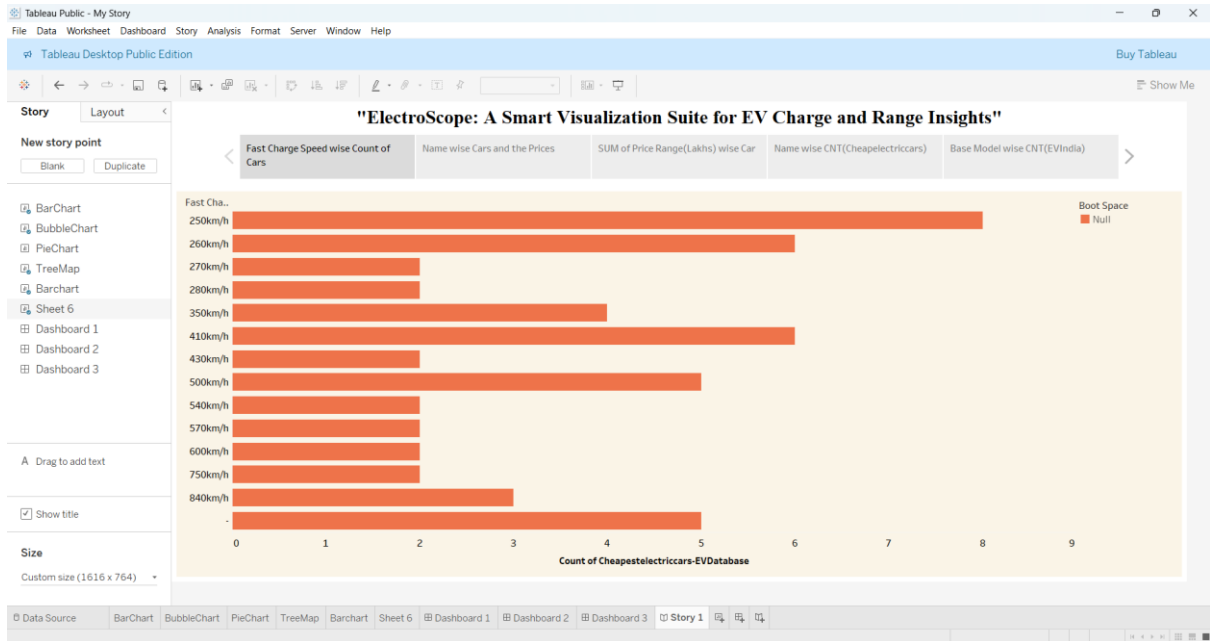 Tableau Public - My Story
File Data Worksheet Dashboard Story Analysis Format Server Window Help
Tableau Desktop Public Edition
Buy Tableau
Show Me
Story Layout
New story point
Blank Duplicate
BarChart
BubbleChart
PieChart
TreeMap
Barchart
Sheet 6
Dashboard 1
Dashboard 2
Dashboard 3
A Drag to add text
Show title
Size
Custom size (1616 x 764)
"ElectroScope: A Smart Visualization Suite for EV Charge and Range Insights"
Fast Charge Speed wise Count of
Cars
Name wise Cars and the Prices
SUM of Price Range(Lakhs) wise Car
Name wise CNT(Cheapelectriccars)
Base Model wise CNT(EVIndia)
Fast Cha..
250km/h
260km/h
270km/h
280km/h
350km/h
410km/h
430km/h
500km/h
540km/h
570km/h
600km/h
750km/h
840km/h
-
0 1 2 3 4 5 6 7 8 9
Count of Cheapestelectriccars-EVDatabase
Boot Space
Null
Data Source BarChart BubbleChart PieChart TreeMap Barchart Sheet 6 Dashboard 1 Dashboard 2 Dashboard 3 Story 1